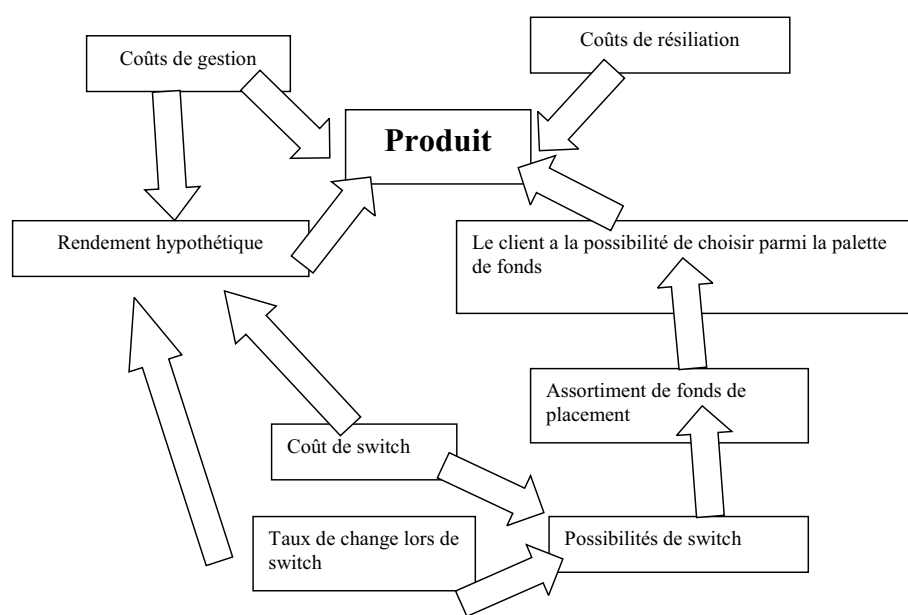 Coûts de gestion
Coûts de résiliation
Produit
Rendement hypothétique
Le client a la possibilité de choisir parmi la palette
de fonds
Assortiment de fonds de
placement
Coût de switch
Taux de change lors de
switch
Possibilités de switch